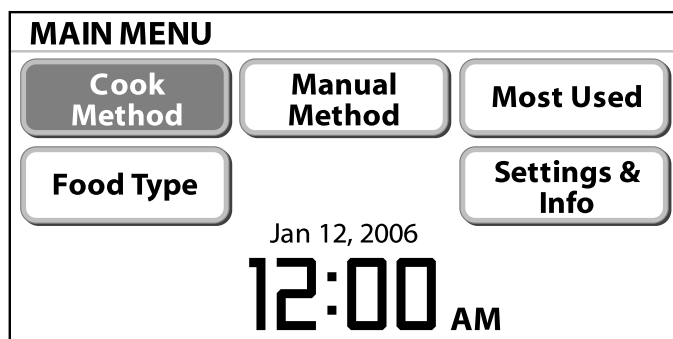 MAIN MENU
Cook
Method
Manual
Method
Most Used
Food Type
Settings &
Info
Jan 12, 2006
12:00 AM